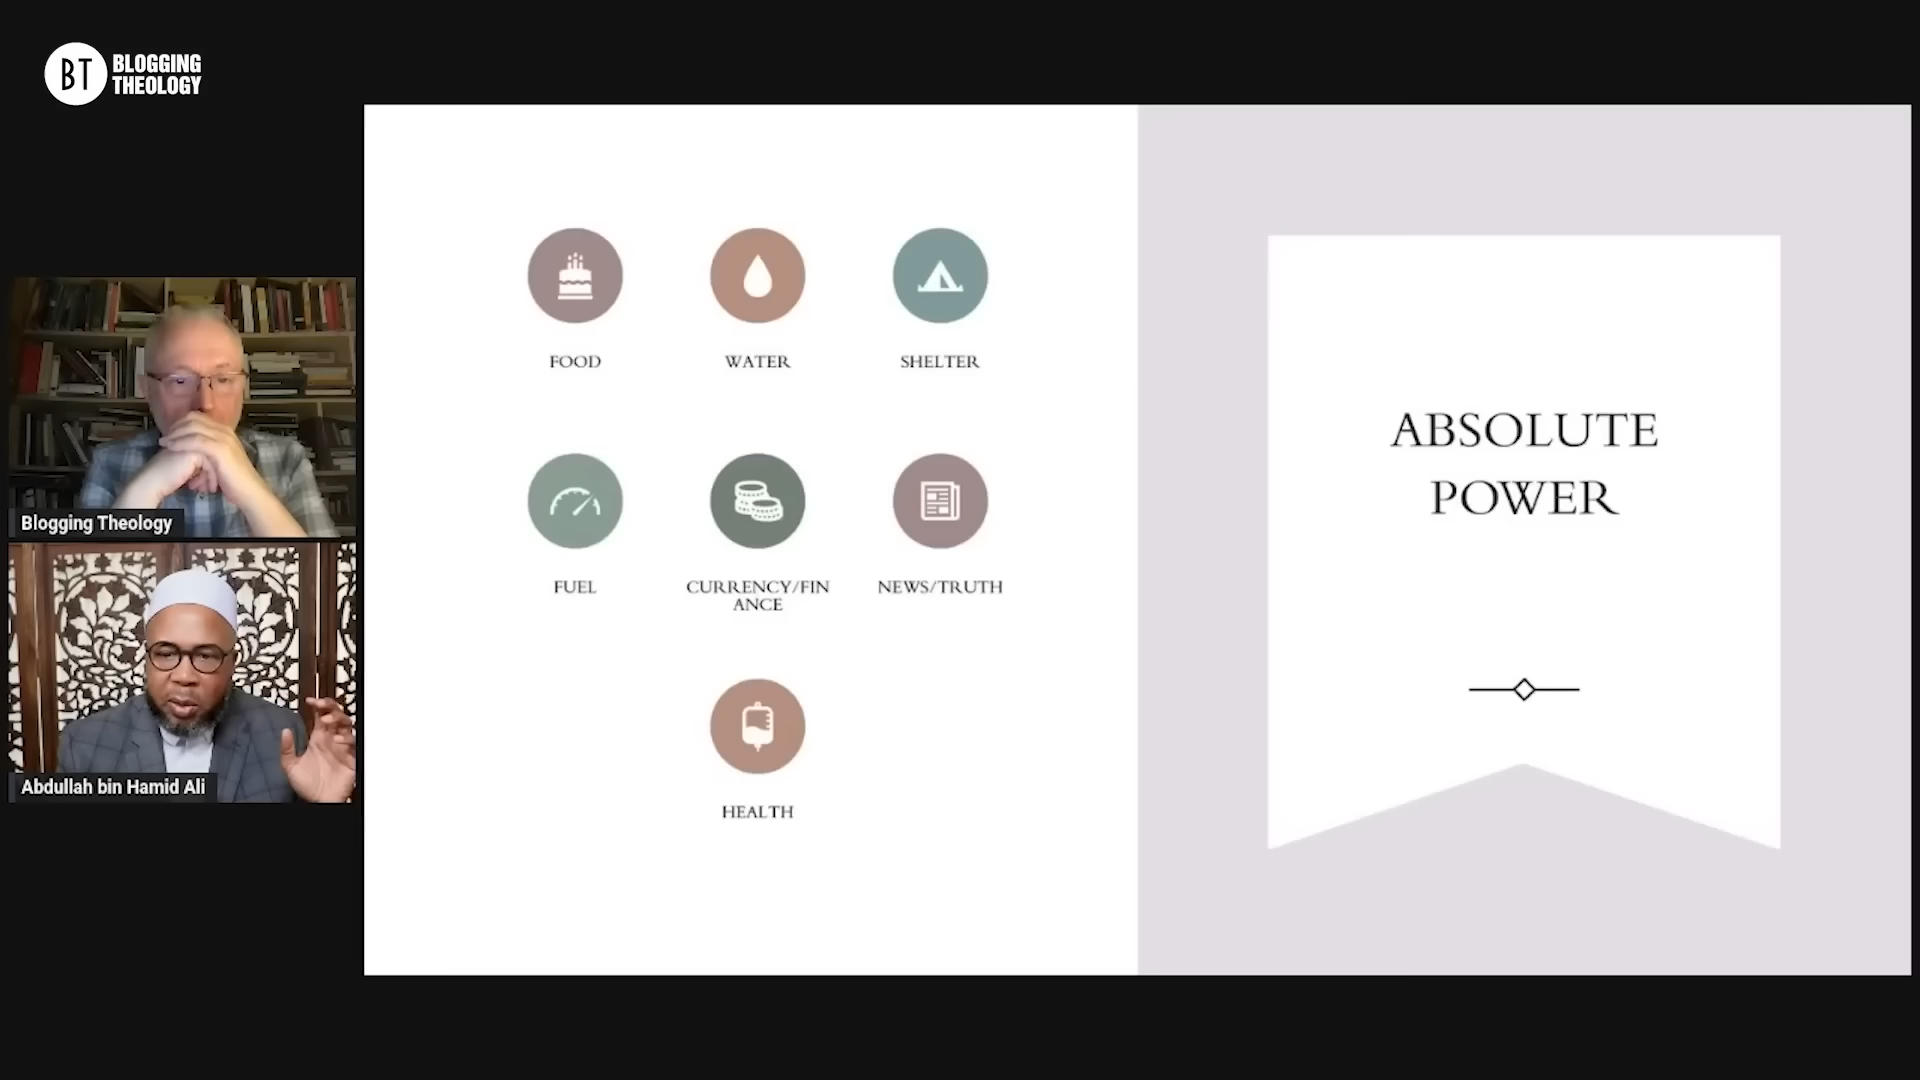 BT
BLOGGING
THEOLOGY
Blogging Theology
Abdullah bin Hamid Ali
FOOD
WATER
SHELTER
FUEL
CURRENCY/FIN
ANCE
NEWS/TRUTH
HEALTH
ABSOLUTE
POWER